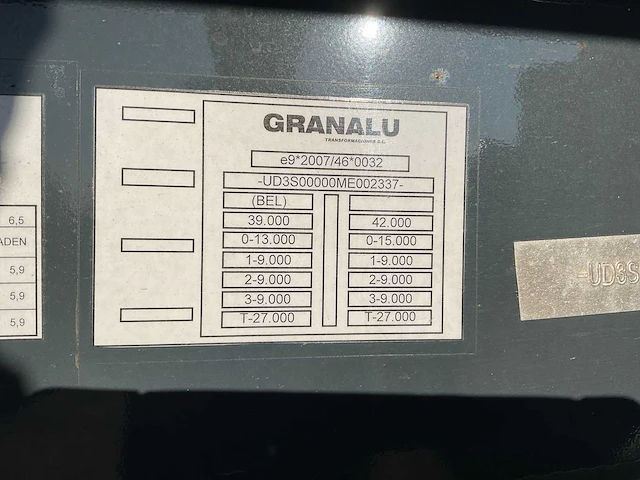 GRANALU
TRANSFORMACIONES S.L.
e9*2007/46*0032
-UD3S00000ME002337-
(BEL)
39.000 42.000
0-13.000 0-15.000
1-9.000 1-9.000
2-9.000 2-9.000
3-9.000 3-9.000
T-27.000 T-27.000
6,5
ADEN
5,9
5,9
5,9
-UD3S